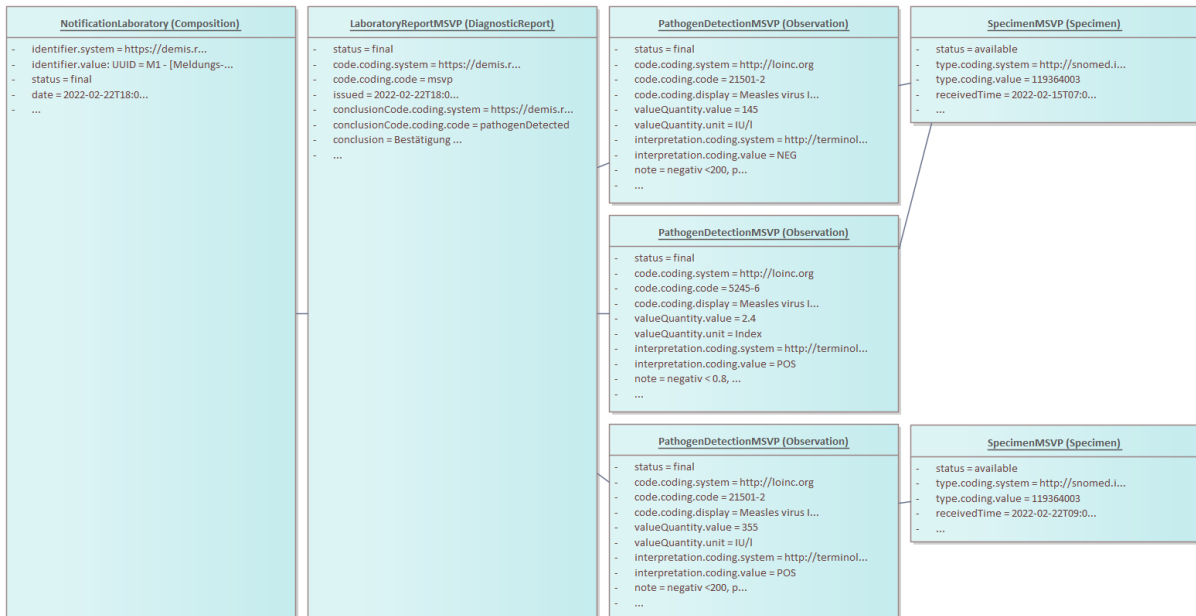 NotificationLaboratory (Composition)
- identifier.system = https://demis.r...
- identifier.value: UUID = M1 - [Meldungs-...
- status = final
- date = 2022-02-22T18:0...
...
LaboratoryReportMSVP (DiagnosticReport)
- status = final
- code.coding.system = https://demis.r...
- code.coding.code = msvp
- issued = 2022-02-22T18:0...
- conclusionCode.coding.system = https://demis.r...
- conclusionCode.coding.code = pathogenDetected
- conclusion = Bestätigung ...
- ...
PathogenDetectionMSVP (Observation)
- status = final
- code.coding.system = http://loinc.org
- code.coding.code = 21501-2
- code.coding.display = Measles virus I...
- valueQuantity.value = 145
- valueQuantity.unit = IU/l
- interpretation.coding.system = http://terminol...
- interpretation.coding.value = NEG
- note = negativ <200, p...
- ...
PathogenDetectionMSVP (Observation)
- status = final
- code.coding.system = http://loinc.org
- code.coding.code = 5245-6
- code.coding.display = Measles virus I...
- valueQuantity.value = 2.4
- valueQuantity.unit = Index
- interpretation.coding.system = http://terminol...
- interpretation.coding.value = POS
- note = negativ < 0.8, ...
- ...
PathogenDetectionMSVP (Observation)
- status = final
- code.coding.system = http://loinc.org
- code.coding.code = 21501-2
- code.coding.display = Measles virus I...
- valueQuantity.value = 355
- valueQuantity.unit = IU/l
- interpretation.coding.system = http://terminol...
- interpretation.coding.value = POS
- note = negativ <200, p...
- ...
SpecimenMSVP (Specimen)
- status = available
- type.coding.system = http://snomed.i...
- type.coding.value = 119364003
- receivedTime = 2022-02-15T07:0...
- ...
SpecimenMSVP (Specimen)
- status = available
- type.coding.system = http://snomed.i...
- type.coding.value = 119364003
- receivedTime = 2022-02-22T09:0...
- ...